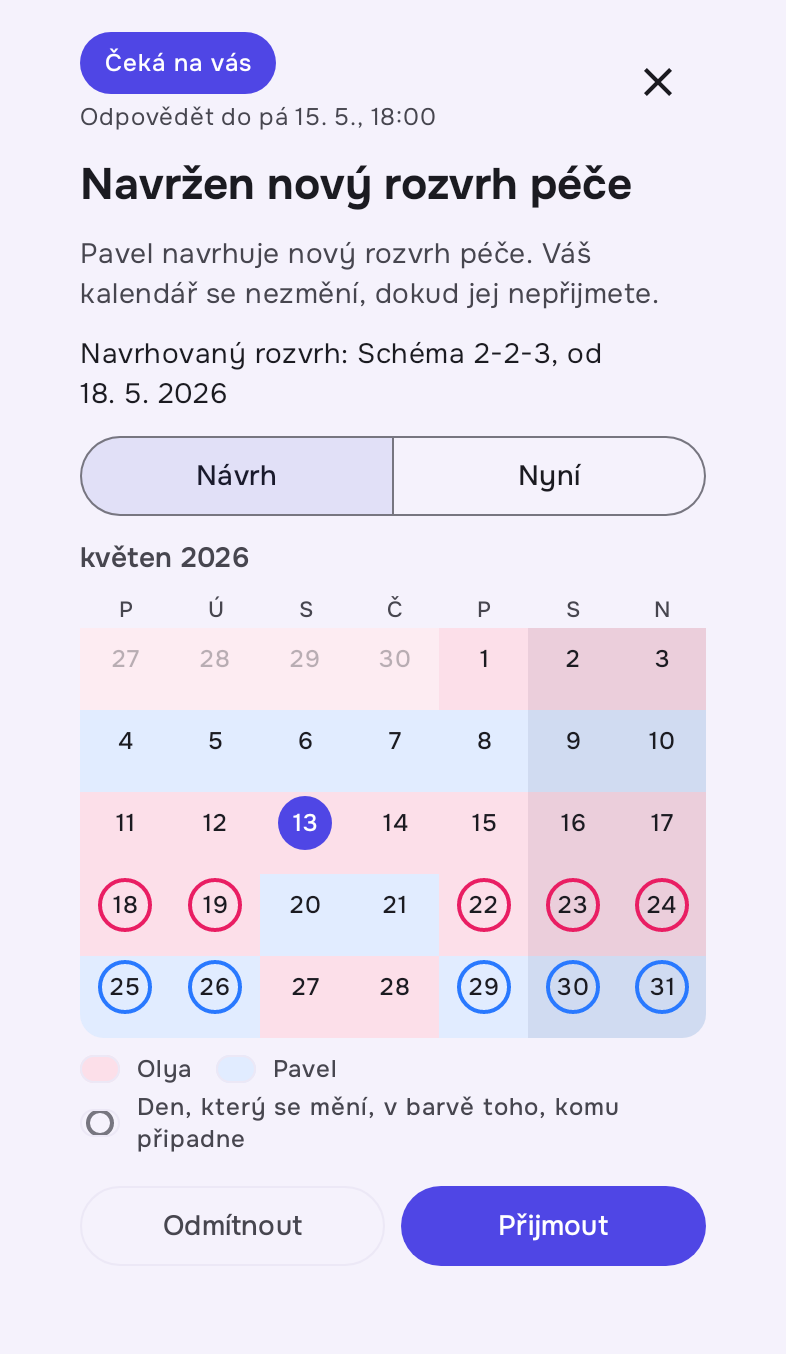 Čeká na vás
Odpovědět do pá 15. 5., 18:00
Navržen nový rozvrh péče
Pavel navrhuje nový rozvrh péče. Váš
kalendář se nezmění, dokud jej nepřijmete.
Navrhovaný rozvrh: Schéma 2-2-3, od
18. 5. 2026
Návrh Nyní
květen 2026
P Ú S Č P S N
27 28 29 30 1 2 3
4 5 6 7 8 9 10
11 12 13 14 15 16 17
18 19 20 21 22 23 24
25 26 27 28 29 30 31
Olya Pavel
Den, který se mění, v barvě toho, komu
připadne
Odmítnout Přijmout